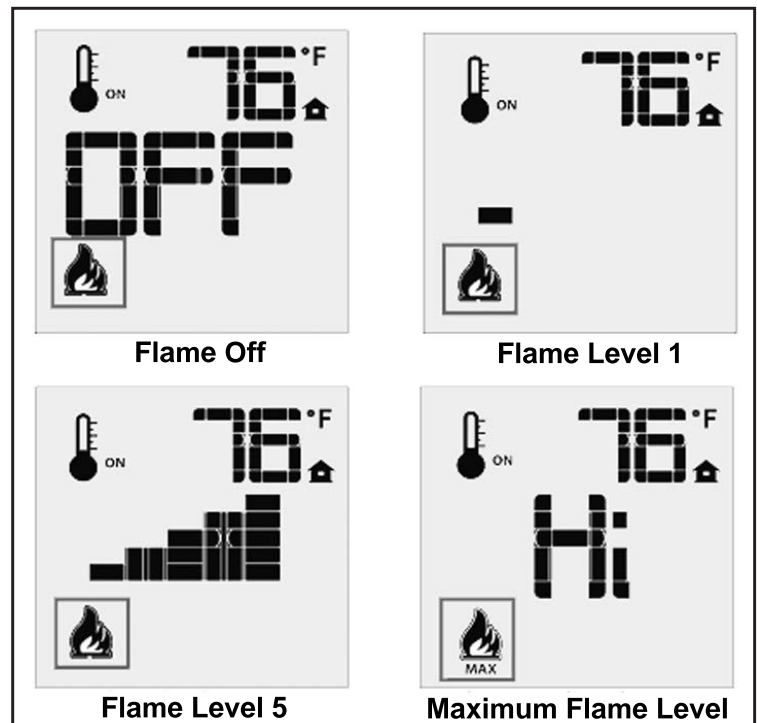 76 °F
ON
OFF
Flame Off
76 °F
ON
Flame Level 1
76 °F
ON
Flame Level 5
76 °F
ON
Hi
MAX
Maximum Flame Level